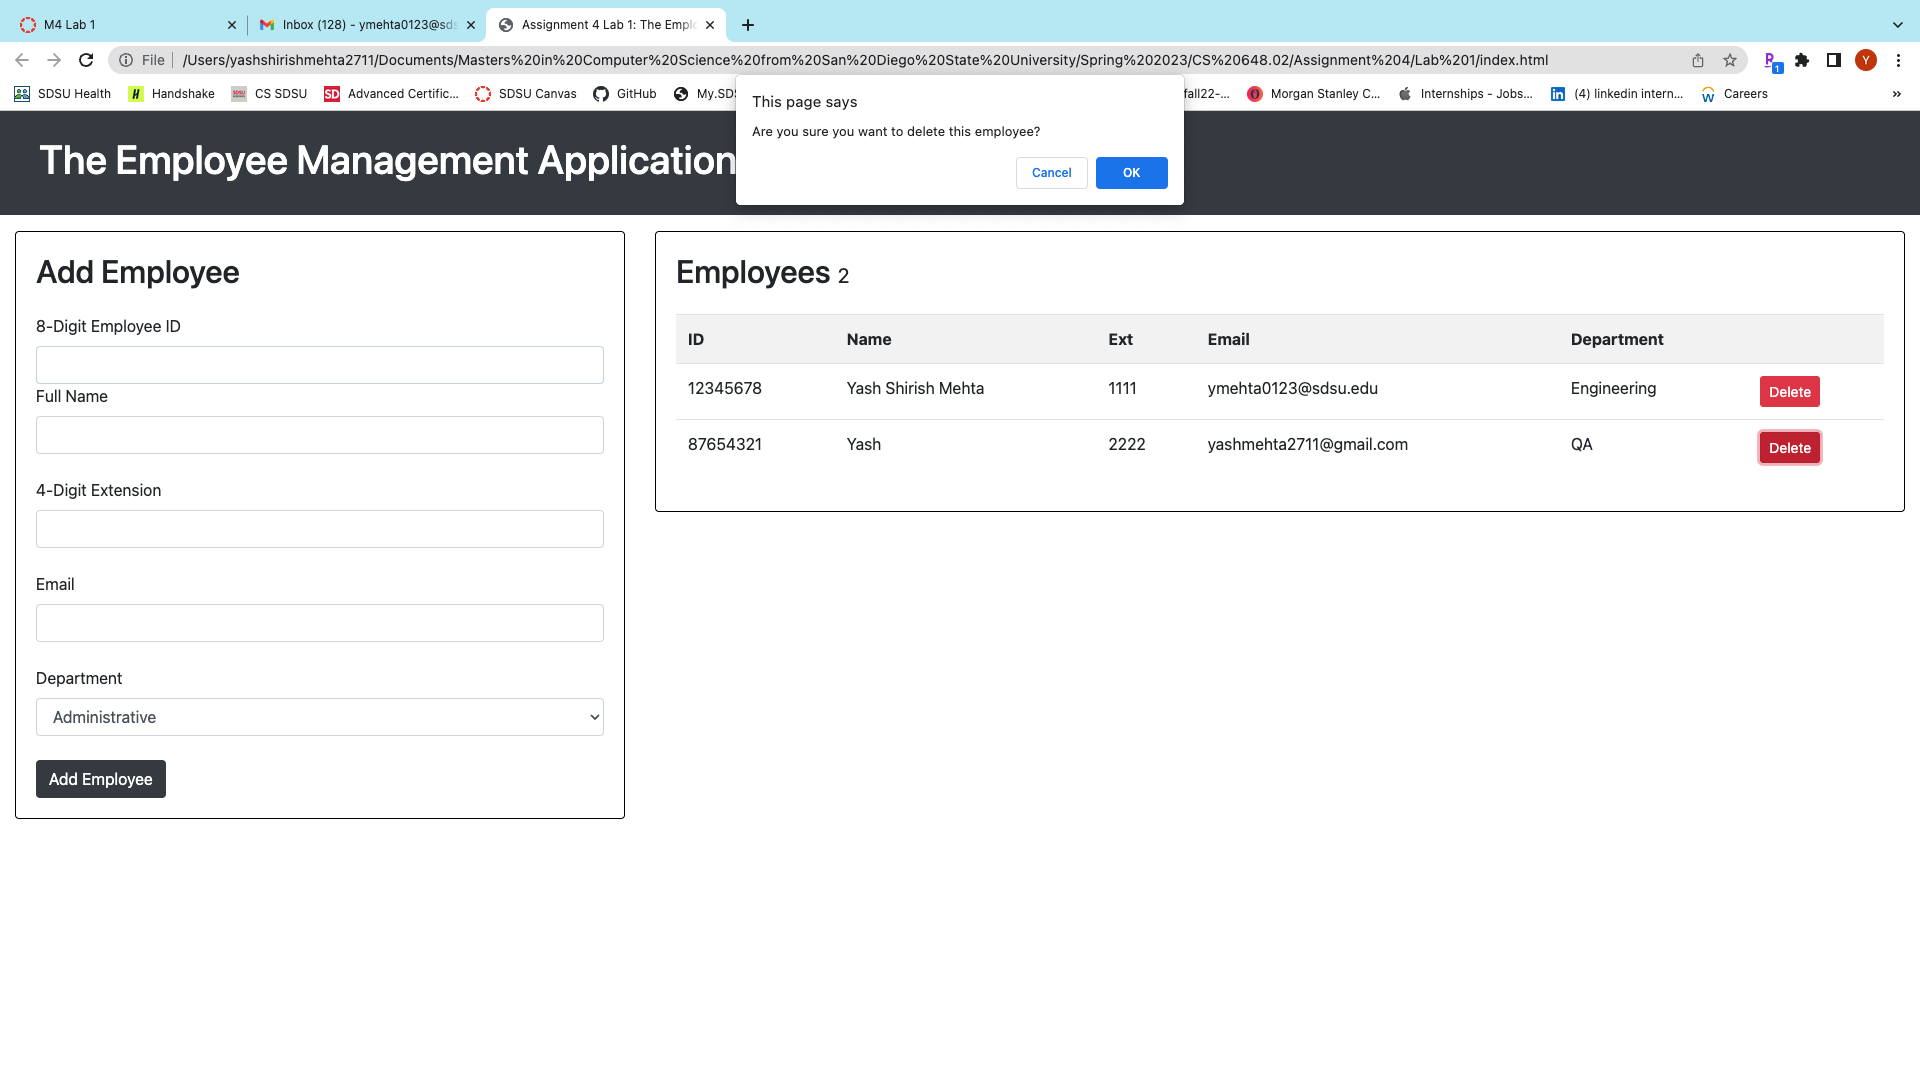 M4 Lab 1
Inbox (128) - ymehta0123@sds
Assignment 4 Lab 1: The Emplo
File
/Users/yashshirishmehta2711/Documents/Masters%20in%20Computer%20Science%20from%20San%20Diego%20State%20University/Spring%202023/CS%20648.02/Assignment%204/Lab%201/index.html
1
Y
SDSU Health
H Handshake
SDSU CS SDSU
SD Advanced Certific...
SDSU Canvas
GitHub
My.SDS
fall22-...
Morgan Stanley C...
Internships - Jobs...
in (4) linkedin intern...
W Careers
»
This page says
Are you sure you want to delete this employee?
Cancel OK
The Employee Management Application
Add Employee
8-Digit Employee ID
Full Name
4-Digit Extension
Email
Department
Administrative
Add Employee
Employees 2
ID Name Ext Email Department
12345678 Yash Shirish Mehta 1111 ymehta0123@sdsu.edu Engineering Delete
87654321 Yash 2222 yashmehta2711@gmail.com QA Delete